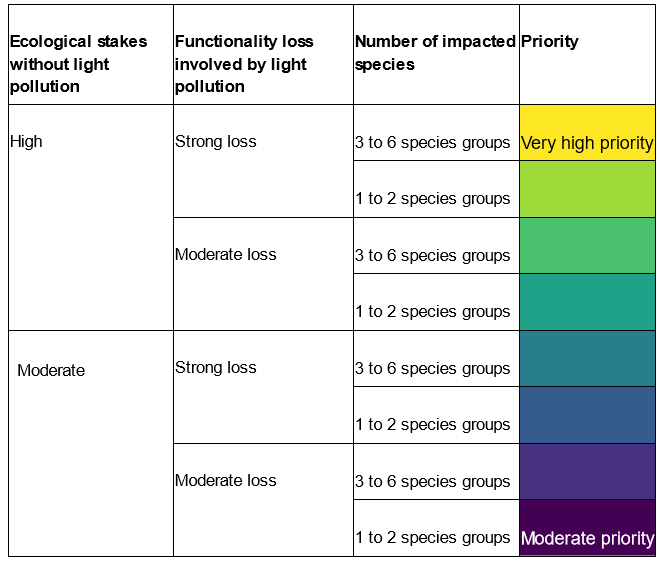 Ecological stakes
without light
pollution
Functionality loss
involved by light
pollution
Number of impacted
species
Priority
High
Strong loss
3 to 6 species groups
Very high priority
1 to 2 species groups
Moderate loss
3 to 6 species groups
1 to 2 species groups
Moderate
Strong loss
3 to 6 species groups
1 to 2 species groups
Moderate loss
3 to 6 species groups
1 to 2 species groups
Moderate priority